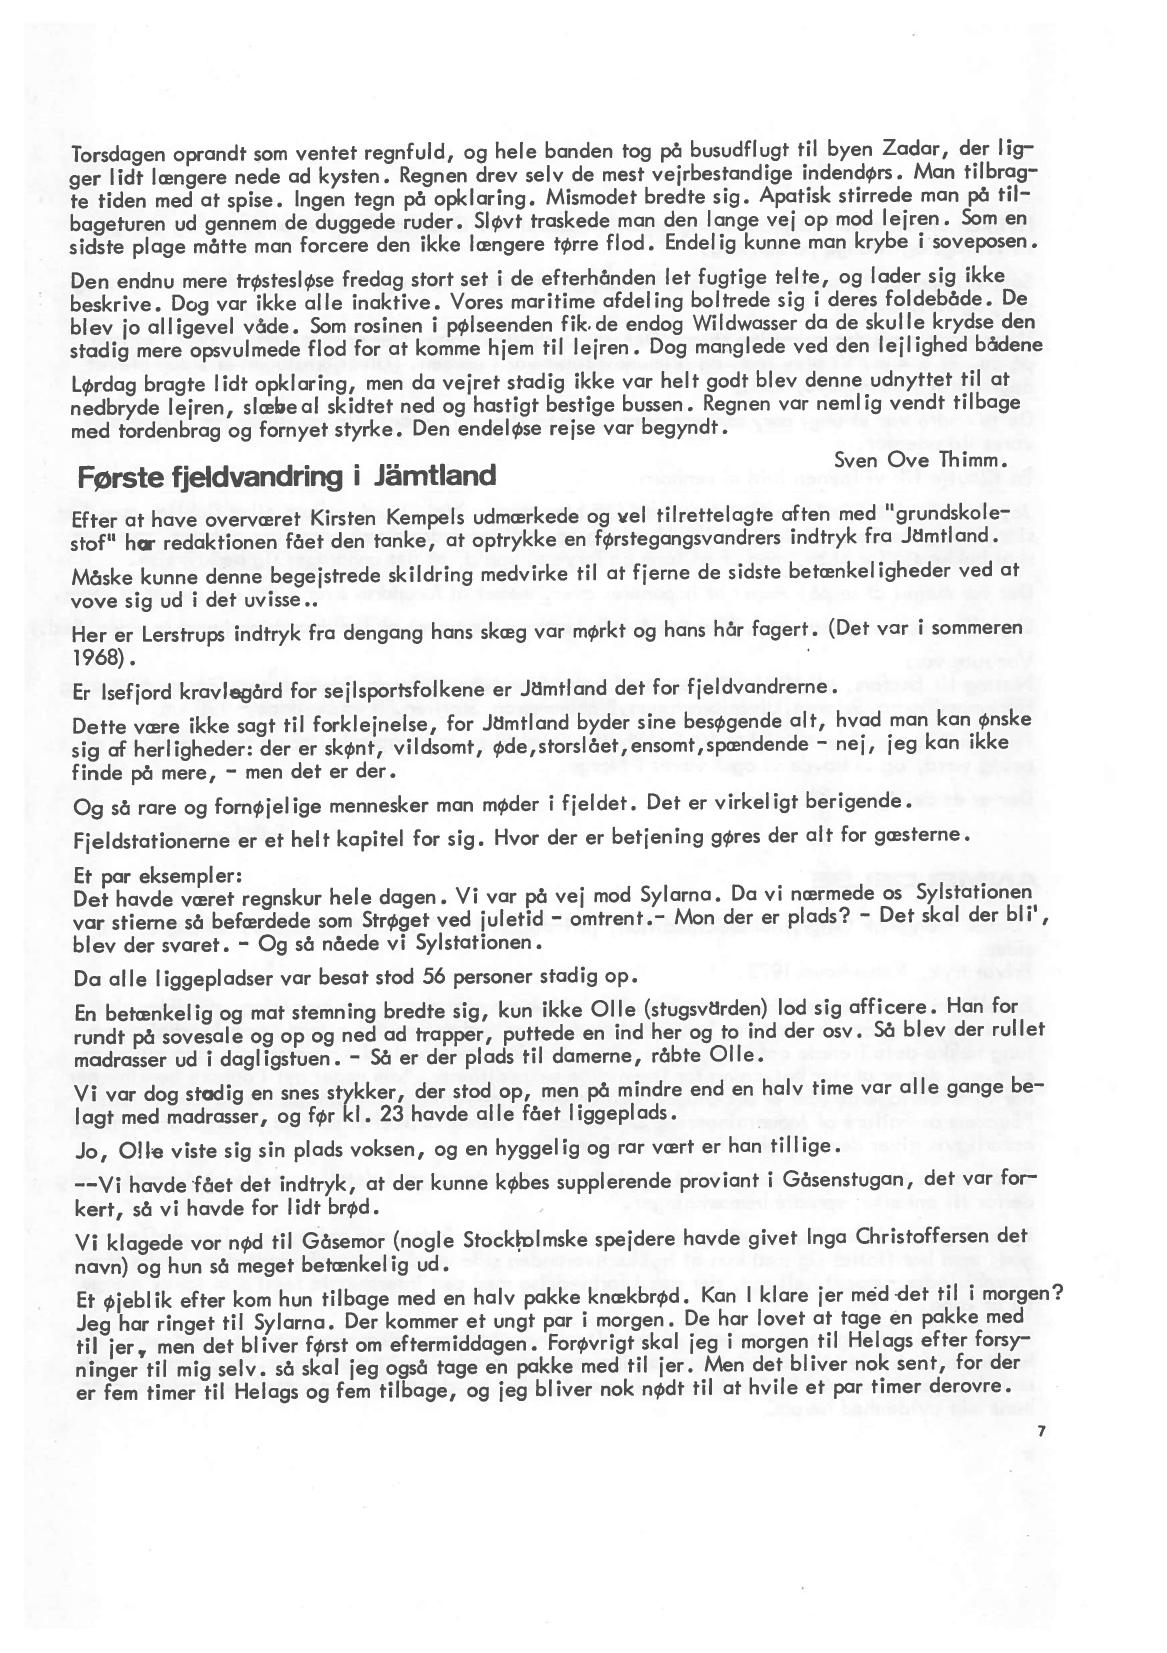 Torsdagen oprandt som ventet regnfuld, og hele banden tog på busudflugt til byen Zadar, der lig-
ger lidt længere nede ad kysten. Regnen drev selv de mest vejrbestandige indendørs. Man tilbrag-
te tiden med at spise. Ingen tegn på opklaring. Mismodet bredte sig. Apatisk stirrede man på til-
bageturen ud gennem de duggede ruder. Sløvt traskede man den lange vej op mod lejren. Som en
sidste plage måtte man forcere den ikke længere tørre flod. Endelig kunne man krybe i soveposen.
Den endnu mere trøstesløse fredag stort set i de efterhånden let fugtige telte, og lader sig ikke
beskrive. Dog var ikke alle inaktive. Vores maritime afdeling boltrede sig i deres foldebåde. De
blev jo alligevel våde. Som rosinen i pølseenden fik de endog Wildwasser da de skulle krydse den
stadig mere opsvulmede flod for at komme hjem til lejren. Dog manglede ved den lejlighed bådene
Lørdag bragte lidt opklaring, men da vejret stadig ikke var helt godt blev denne udnyttet til at
nedbryde lejren, slæbe al skidtet ned og hastigt bestige bussen. Regnen var nemlig vendt tilbage
med tordenbrag og fornyet styrke. Den endeløse rejse var begyndt.
Sven Ove Thimm.
Første fjeldvandring i Jämtland
Efter at have overværet Kirsten Kempels udmærkede og vel tilrettelagte aften med "grundskole-
stof" har redaktionen fået den tanke, at optrykke en førstegangsvandrers indtryk fra Jämtland.
Måske kunne denne begejstrede skildring medvirke til at fjerne de sidste betænkeligheder ved at
vove sig ud i det uvisse..
Her er Lerstrups indtryk fra dengang hans skæg var mørkt og hans hår fagert. (Det var i sommeren
1968).
Er Isefjord kravlegård for sejlsportsfolkene er Jämtland det for fjeldvandrerne.
Dette være ikke sagt til forklejnelse, for Jämtland byder sine besøgende alt, hvad man kan ønske
sig af herligheder: der er skønt, vildsomt, øde,storslået,ensomt,spændende - nej, jeg kan ikke
finde på mere, - men det er der.
Og så rare og fornøjelige mennesker man møder i fjeldet. Det er virkeligt berigende.
Fjeldstationerne er et helt kapitel for sig. Hvor der er betjening gøres der alt for gæsterne.
Et par eksempler:
Det havde været regnskur hele dagen. Vi var på vej mod Sylarna. Da vi nærmede os Sylstationen
var stierne så befærdede som Strøget ved juletid - omtrent.- Mon der er plads? - Det skal der bli',
blev der svaret. - Og så nåede vi Sylstationen.
Da alle liggepladser var besat stod 56 personer stadig op.
En betænkelig og mat stemning bredte sig, kun ikke Olle (stugsvärden) lod sig afficere. Han for
rundt på sovesale og op og ned ad trapper, puttede en ind her og to ind der osv. Så blev der rullet
madrasser ud i dagligstuen. - Så er der plads til damerne, råbte Olle.
Vi var dog stadig en snes stykker, der stod op, men på mindre end en halv time var alle gange be-
lagt med madrasser, og før kl. 23 havde alle fået liggeplads.
Jo, Olle viste sig sin plads voksen, og en hyggelig og rar vært er han tillige.
--Vi havde fået det indtryk, at der kunne købes supplerende proviant i Gåsenstugan, det var for-
kert, så vi havde for lidt brød.
Vi klagede vor nød til Gåsemor (nogle Stockholmske spejdere havde givet Inga Christoffersen det
navn) og hun så meget betænkelig ud.
Et øjeblik efter kom hun tilbage med en halv pakke knækbrød. Kan I klare jer med det til i morgen?
Jeg har ringet til Sylarna. Der kommer et ungt par i morgen. De har lovet at tage en pakke med
til jer, men det bliver først om eftermiddagen. Forøvrigt skal jeg i morgen til Helags efter forsy-
ninger til mig selv. så skal jeg også tage en pakke med til jer. Men det bliver nok sent, for der
er fem timer til Helags og fem tilbage, og jeg bliver nok nødt til at hvile et par timer derovre.
7